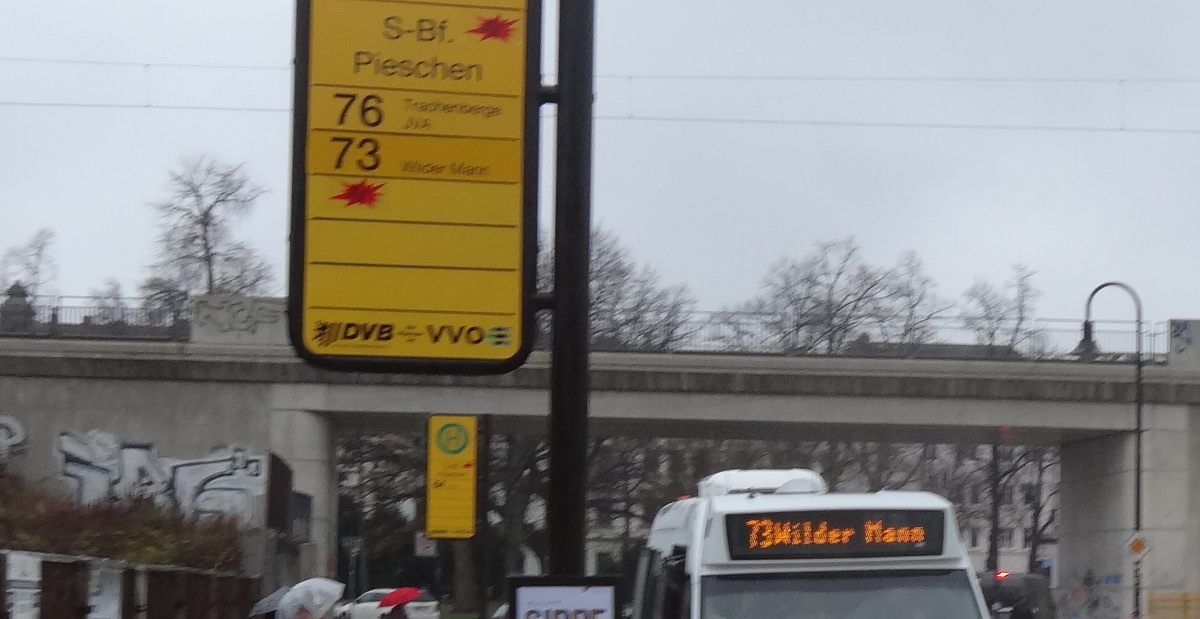 S-Bf.
Pieschen
76 Trachenberge
JVA
73 Wilder Mann
DVB VVO
H
73Wilder Mann